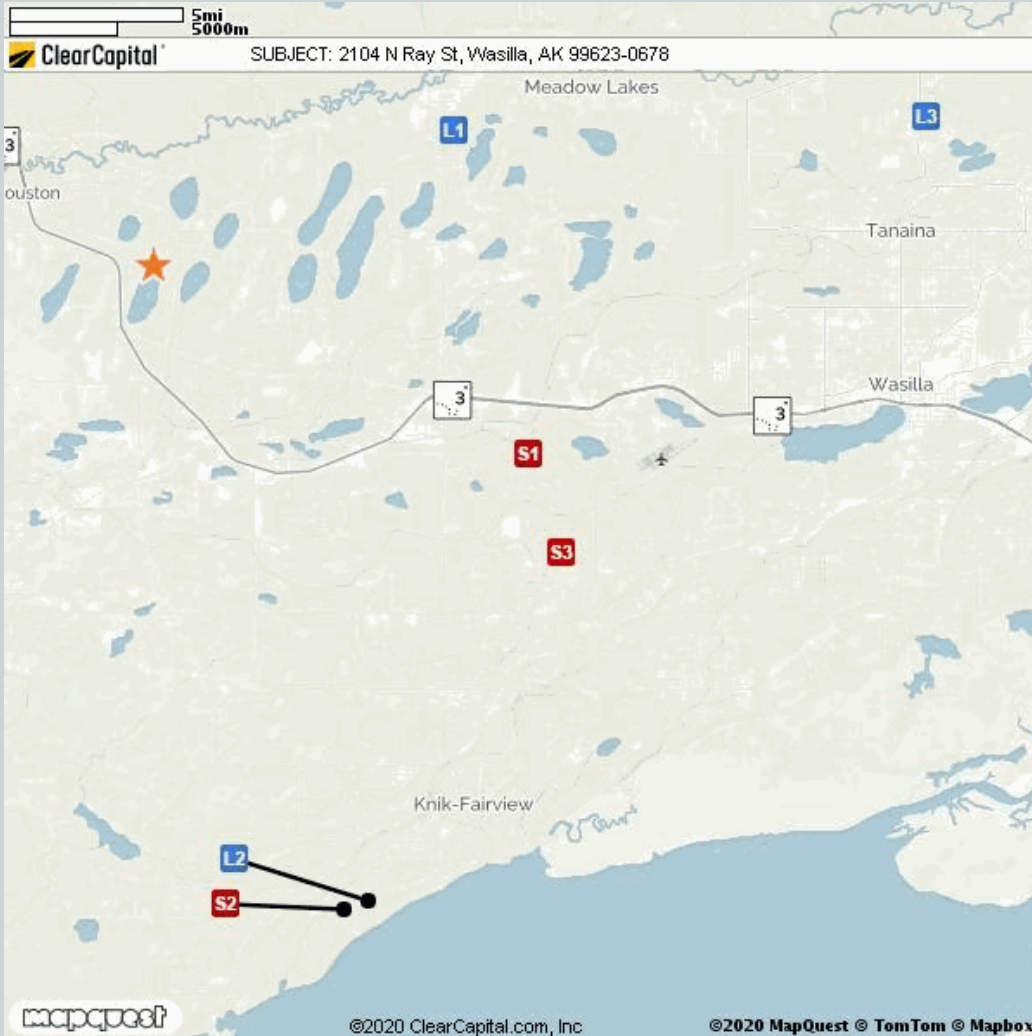 5mi
5000m
ClearCapital
SUBJECT: 2104 N Ray St, Wasilla, AK 99623-0678
Meadow Lakes
L1
L3
3
ouston
Tanaina
Wasilla
3
3
S1
S3
Knik-Fairview
L2
S2
mapquest
©2020 ClearCapital.com, Inc
©2020 MapQuest © TomTom © Mapbox